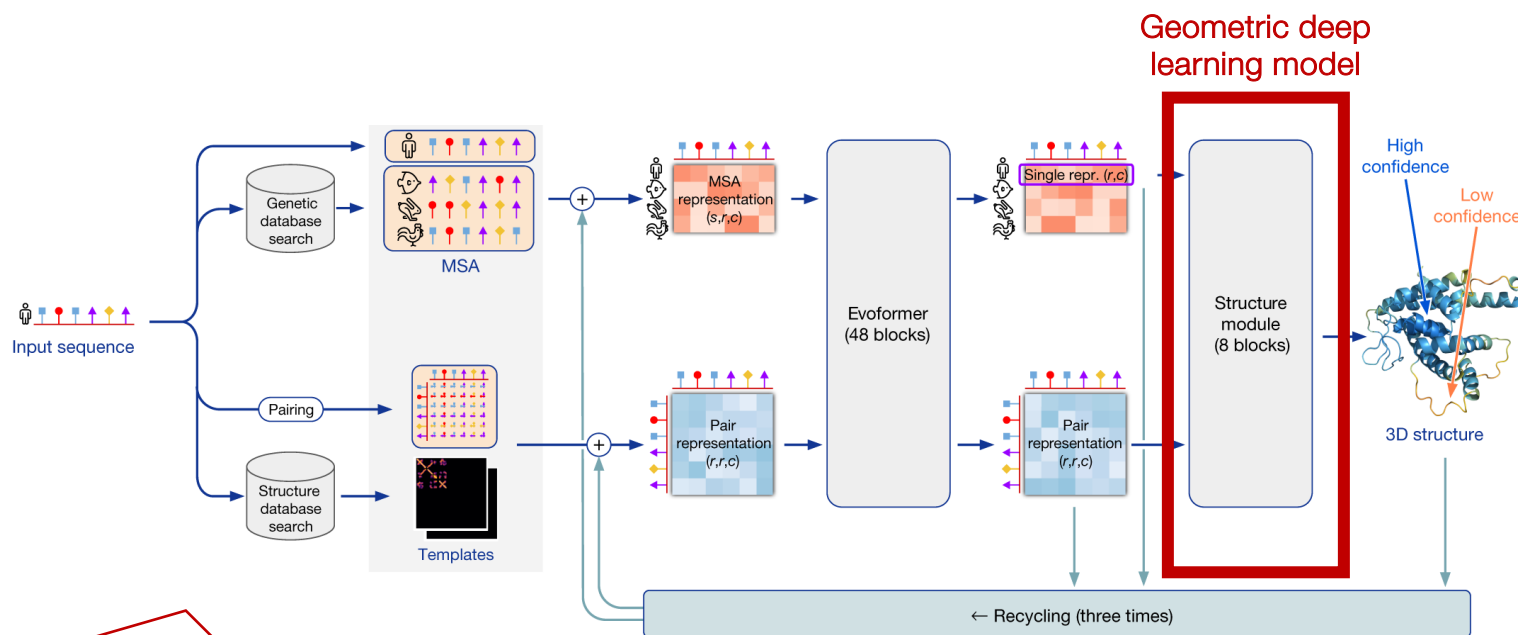 Geometric deep
learning model
High
confidence
Low
confidence
Genetic
database
search
MSA
MSA
representation
(s,r,c)
Single repr. (r,c)
+
Input sequence
Evoformer
(48 blocks)
Structure
module
(8 blocks)
Pairing
+
Pair
representation
(r,r,c)
Pair
representation
(r,r,c)
3D structure
Structure
database
search
Templates
← Recycling (three times)